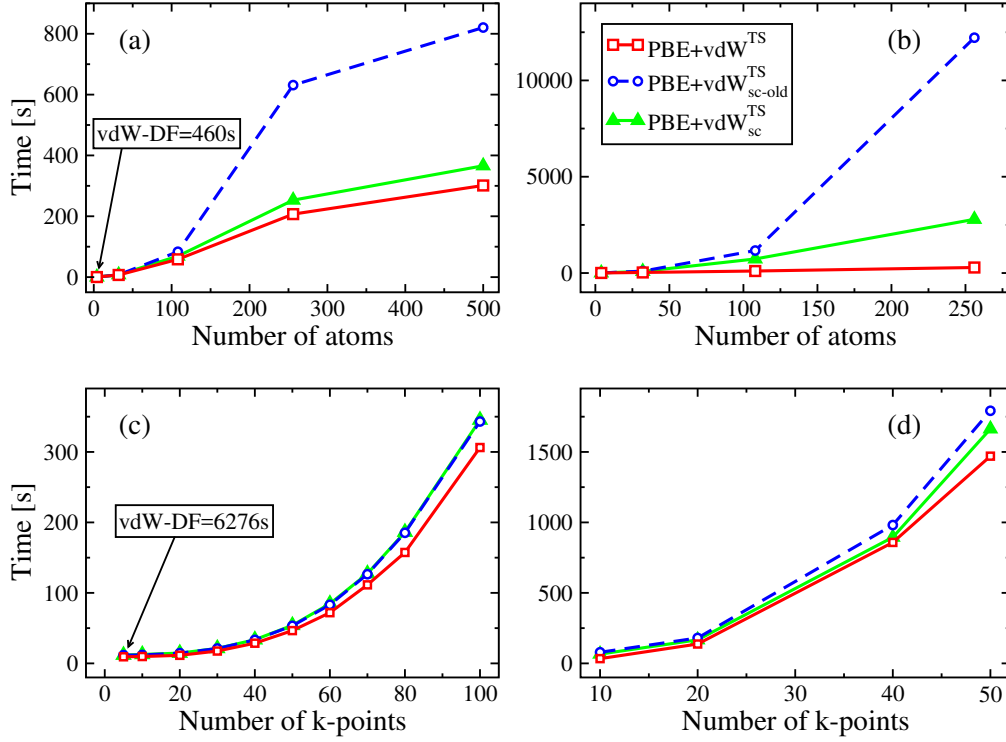 800
600
400
200
0
Time [s]
(a)
vdW-DF=460s
0
100
200
300
400
500
Number of atoms
10000
5000
0
(b)
PBE+vdW^TS
PBE+vdW^TS_sc-old
PBE+vdW^TS_sc
0
50
100
150
200
250
Number of atoms
300
200
100
0
Time [s]
(c)
vdW-DF=6276s
0
20
40
60
80
100
Number of k-points
1500
1000
500
0
(d)
10
20
30
40
50
Number of k-points